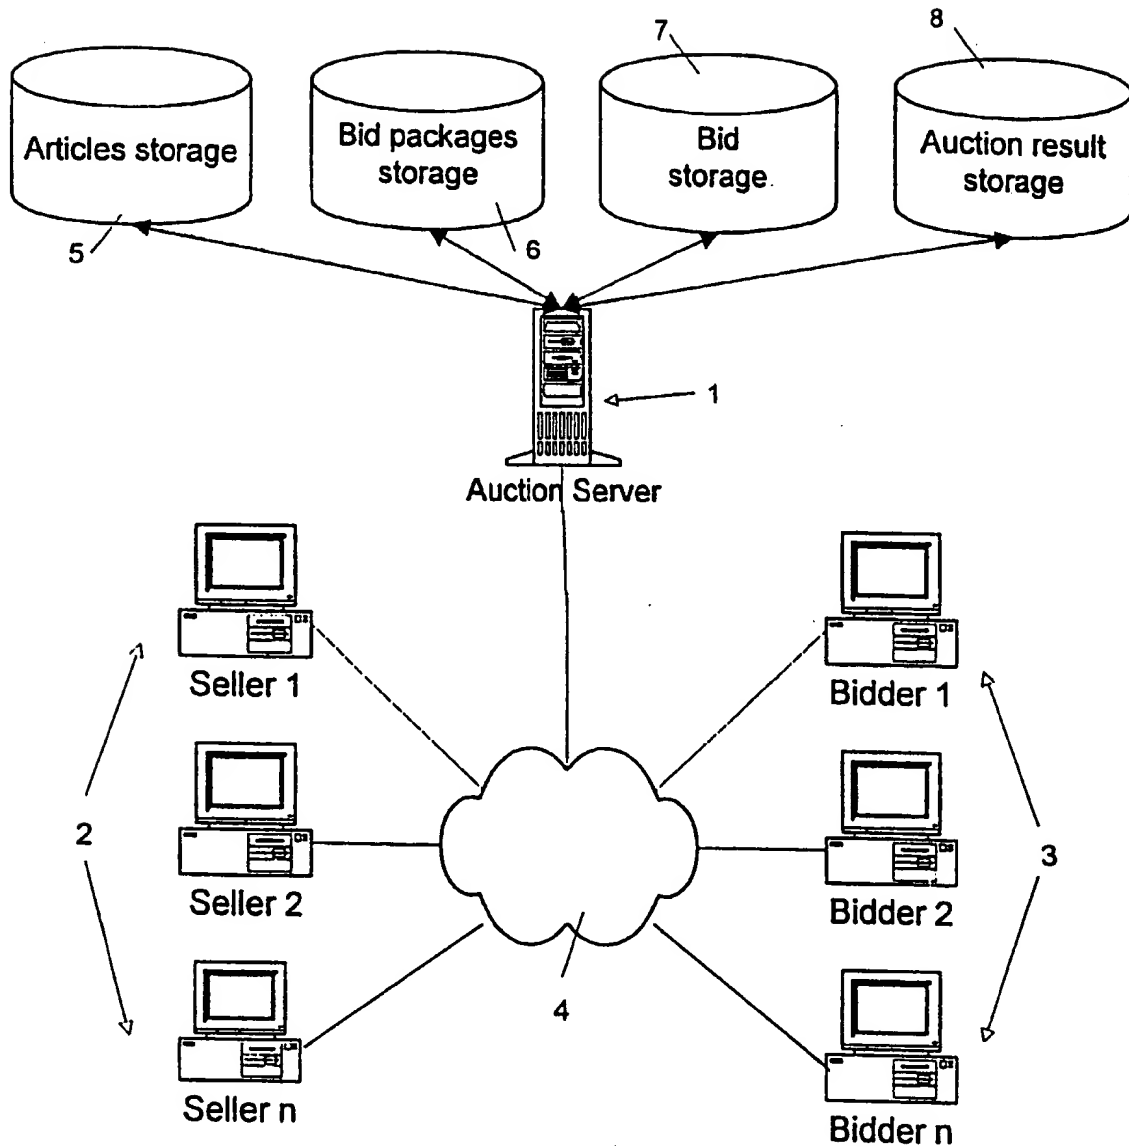 7
8
Articles storage
Bid packages
storage
Bid
storage
Auction result
storage
5
6
1
Auction Server
Seller 1
Bidder 1
2
3
Seller 2
Bidder 2
4
Seller n
Bidder n